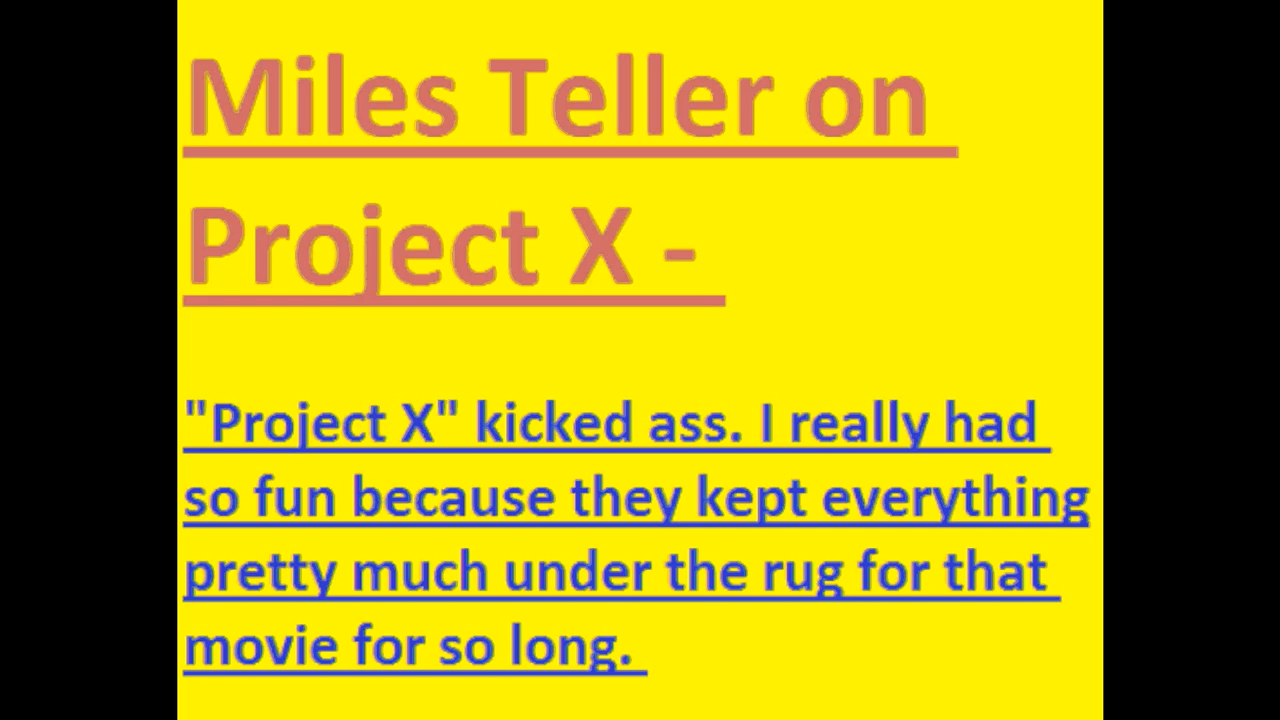 Miles Teller on
Project X -
"Project X" kicked ass. I really had
so fun because they kept everything
pretty much under the rug for that
movie for so long.